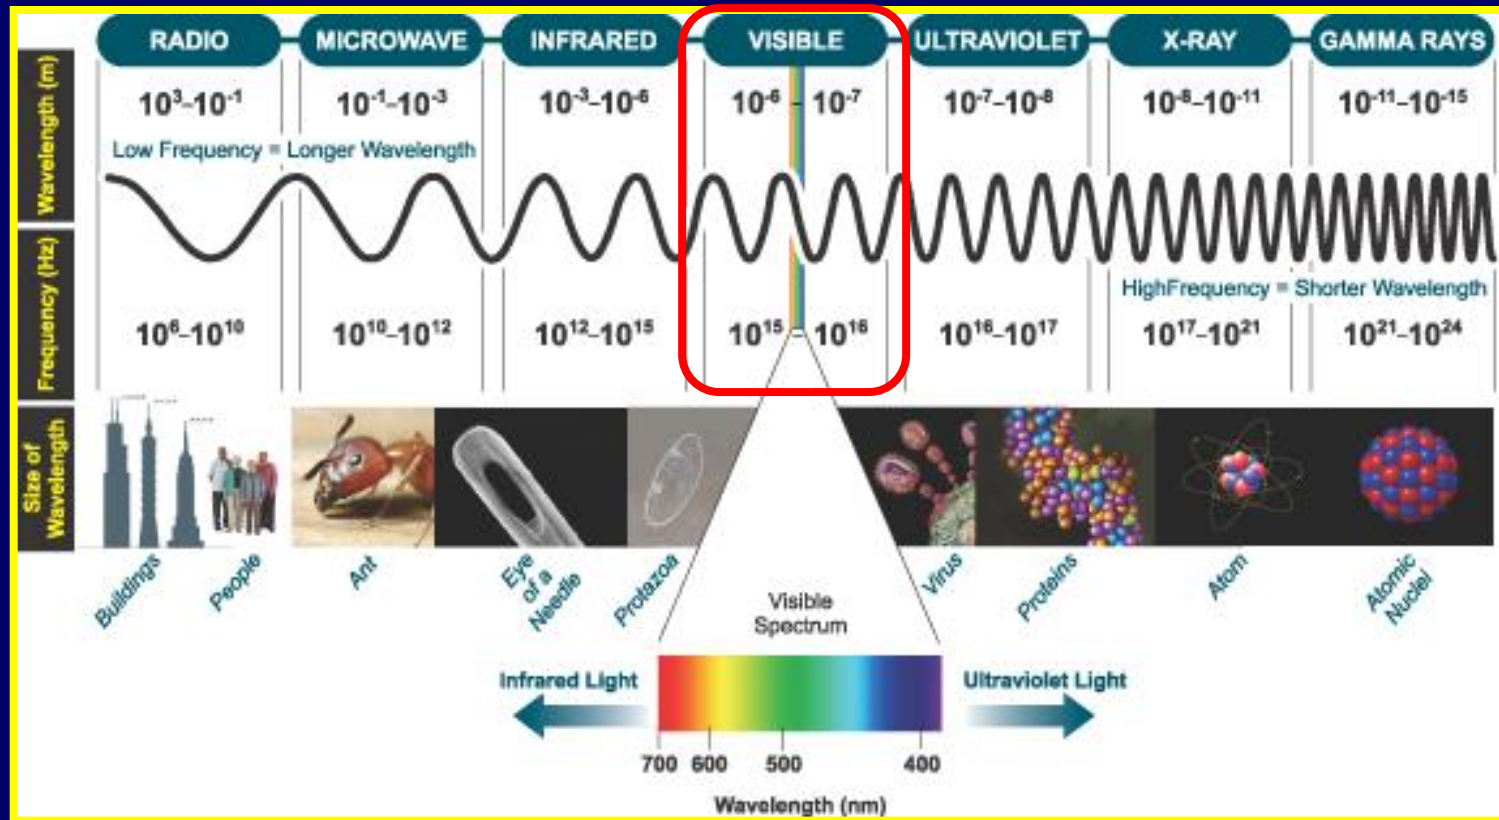 RADIO MICROWAVE INFRARED VISIBLE ULTRAVIOLET X-RAY GAMMA RAYS
Wavelength (m)
10³–10⁻¹ 10⁻¹–10⁻³ 10⁻³–10⁻⁶ 10⁻⁶ – 10⁻⁷ 10⁻⁷–10⁻⁸ 10⁻⁸–10⁻¹¹ 10⁻¹¹–10⁻¹⁵
Low Frequency = Longer Wavelength
HighFrequency = Shorter Wavelength
Frequency (Hz)
10⁶–10¹⁰ 10¹⁰–10¹² 10¹²–10¹⁵ 10¹⁵ – 10¹⁶ 10¹⁶–10¹⁷ 10¹⁷–10²¹ 10²¹–10²⁴
Size of
Wavelength
Buildings
People
Ant
Eye
of a
Needle
Protazoa
Virus
Proteins
Atom
Atomic
Nuclei
Visible
Spectrum
Infrared Light
Ultraviolet Light
700 600 500 400
Wavelength (nm)